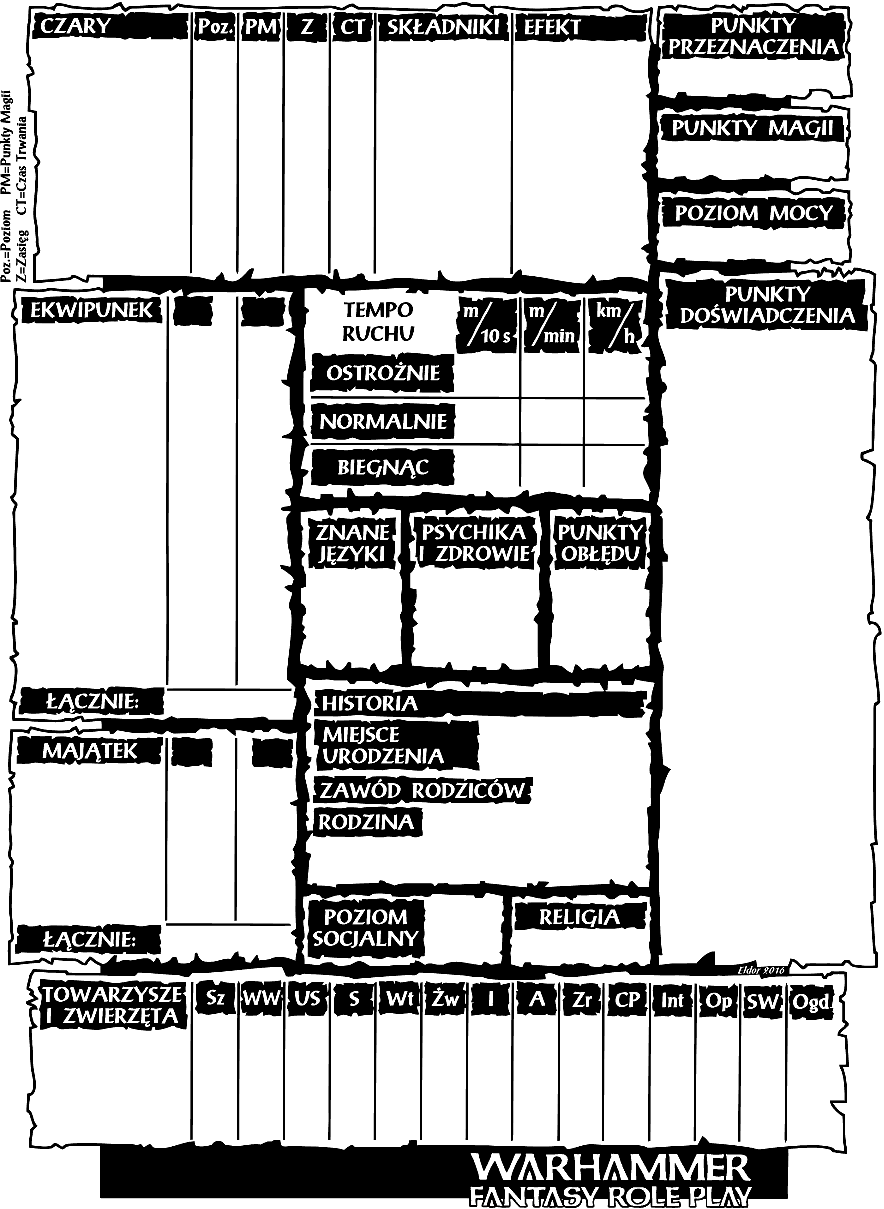 CZARY Poz. PM Z CT SKŁADNIKI EFEKT
Poz.=Poziom PM=Punkty Magii
Z=Zasięg CT=Czas Trwania
PUNKTY
PRZEZNACZENIA
PUNKTY MAGII
POZIOM MOCY
PUNKTY
DOŚWIADCZENIA
EKWIPUNEK
ŁĄCZNIE:
TEMPO
RUCHU
m/10 s m/min km/h
OSTROŻNIE
NORMALNIE
BIEGNĄC
ZNANE
JĘZYKI
PSYCHIKA
I ZDROWIE
PUNKTY
OBŁĘDU
HISTORIA
MIEJSCE
URODZENIA
ZAWÓD RODZICÓW
RODZINA
MAJĄTEK
ŁĄCZNIE:
POZIOM
SOCJALNY
RELIGIA
Eldor 2016
TOWARZYSZE
I ZWIERZĘTA
Sz WW US S Wt Żw I A Zr CP Int Op SW Ogd
WARHAMMER
FANTASY ROLE PLAY